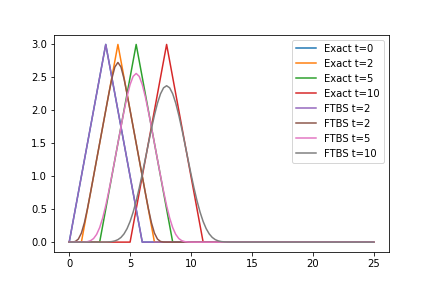 3.0
2.5
2.0
1.5
1.0
0.5
0.0
0 5 10 15 20 25
Exact t=0
Exact t=2
Exact t=5
Exact t=10
FTBS t=2
FTBS t=2
FTBS t=5
FTBS t=10